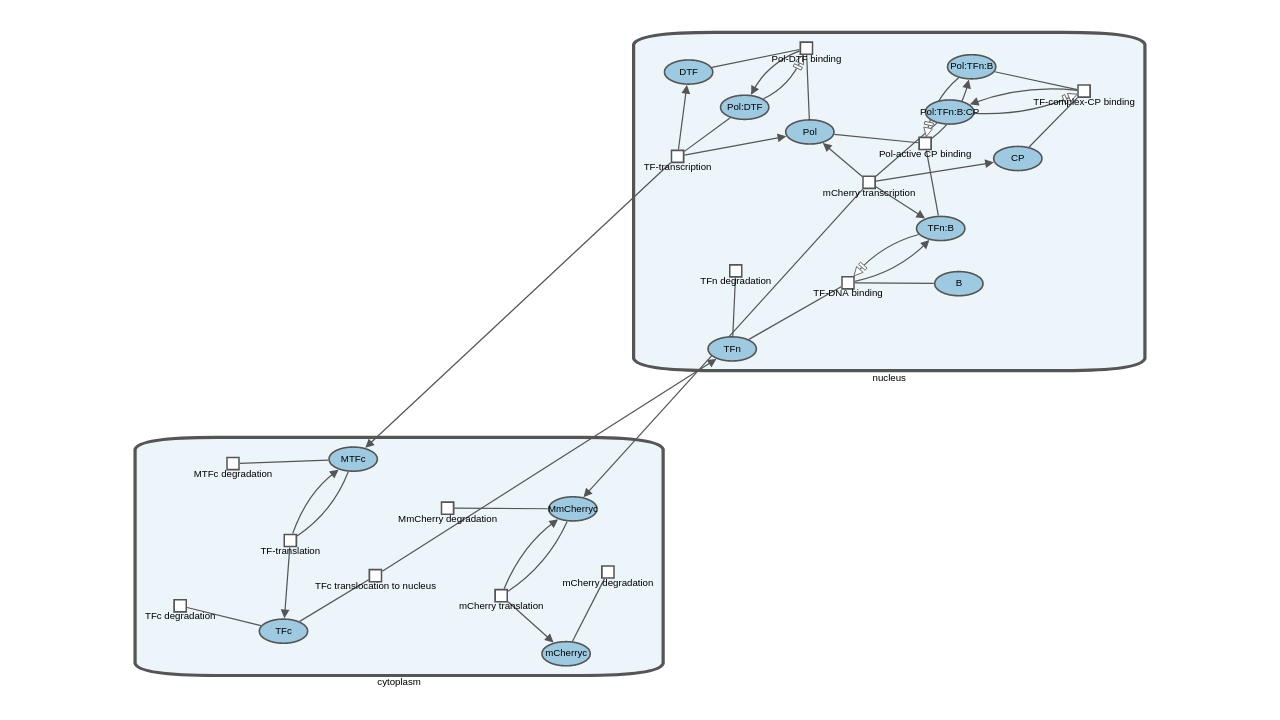 Pol-DTF binding
DTF
Pol:TFn:B
TF-complex-CP binding
Pol:DTF
Pol:TFn:B:CP
Pol
Pol-active CP binding
CP
TF-transcription
mCherry transcription
TFn:B
TFn degradation
B
TF-DNA binding
TFn
nucleus
MTFc
MTFc degradation
MmCherryc
MmCherry degradation
TF-translation
mCherry degradation
TFc translocation to nucleus
mCherry translation
TFc degradation
TFc
mCherryc
cytoplasm